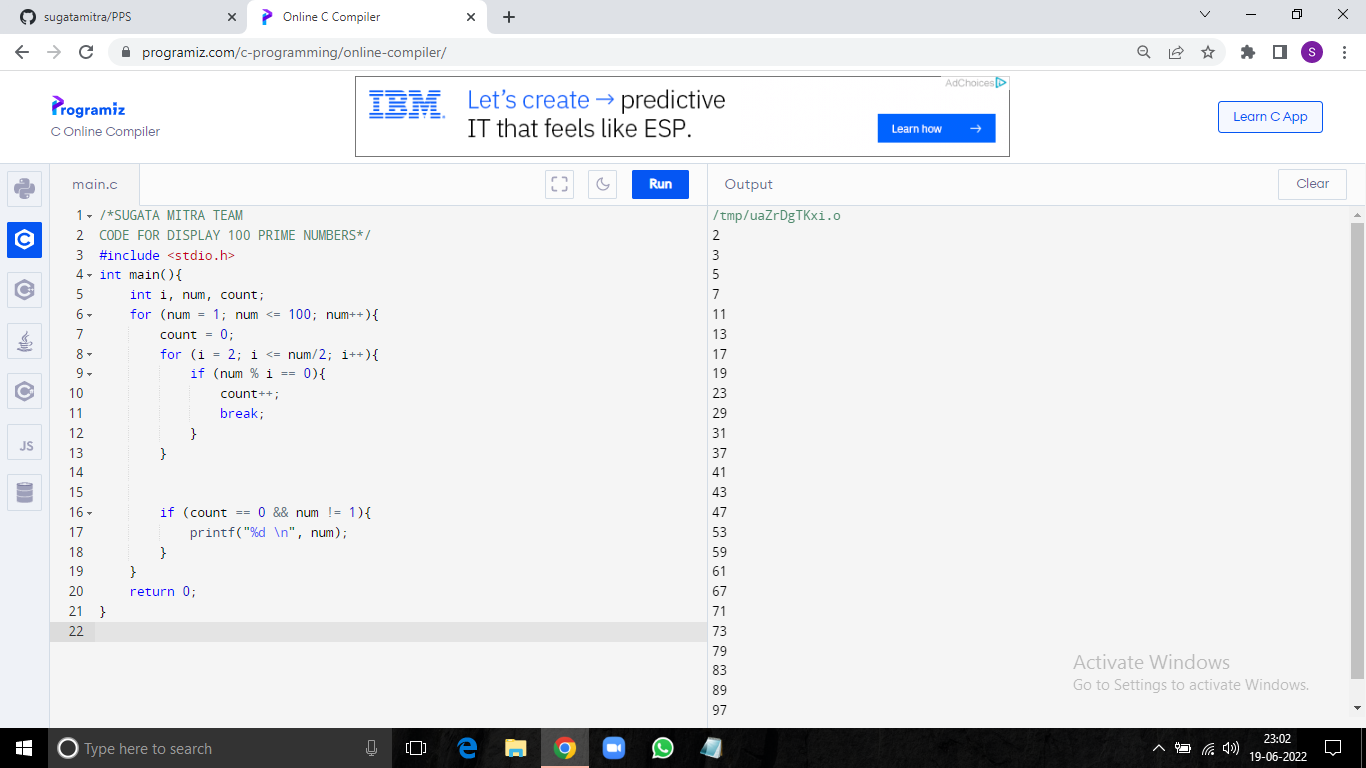 sugatamitra/PPS
Online C Compiler
programiz.com/c-programming/online-compiler/
S
Programiz
C Online Compiler
IBM
Let's create → predictive
IT that feels like ESP.
AdChoices
Learn how →
Learn C App
main.c
Run
Output
Clear
1 /*SUGATA MITRA TEAM
2 CODE FOR DISPLAY 100 PRIME NUMBERS*/
3 #include <stdio.h>
4 int main(){
5     int i, num, count;
6     for (num = 1; num <= 100; num++){
7         count = 0;
8         for (i = 2; i <= num/2; i++){
9             if (num % i == 0){
10                 count++;
11                 break;
12             }
13         }
14
15
16         if (count == 0 && num != 1){
17             printf("%d \n", num);
18         }
19     }
20     return 0;
21 }
22
JS
/tmp/uaZrDgTKxi.o
2
3
5
7
11
13
17
19
23
29
31
37
41
43
47
53
59
61
67
71
73
79
83
89
97
Activate Windows
Go to Settings to activate Windows.
Type here to search
23:02
19-06-2022